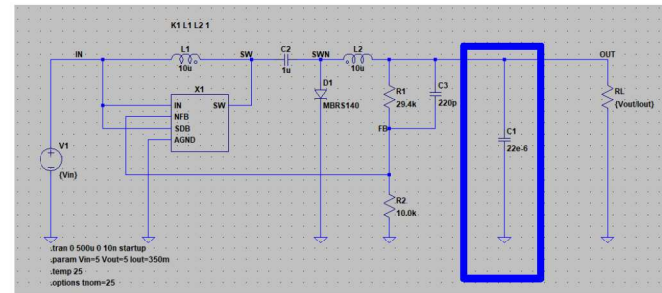 K1 L1 L2 1
IN
L1
10u
SW
C2
1u
SWN
L2
10u
OUT
X1
IN
SW
NFB
SDB
AGND
D1
MBRS140
R1
29.4k
C3
220p
FB
C1
22e-6
RL
{Vout/Iout}
V1
{Vin}
R2
10.0k
.tran 0 500u 0 10n startup
.param Vin=5 Vout=5 Iout=350m
.temp 25
.options tnom=25